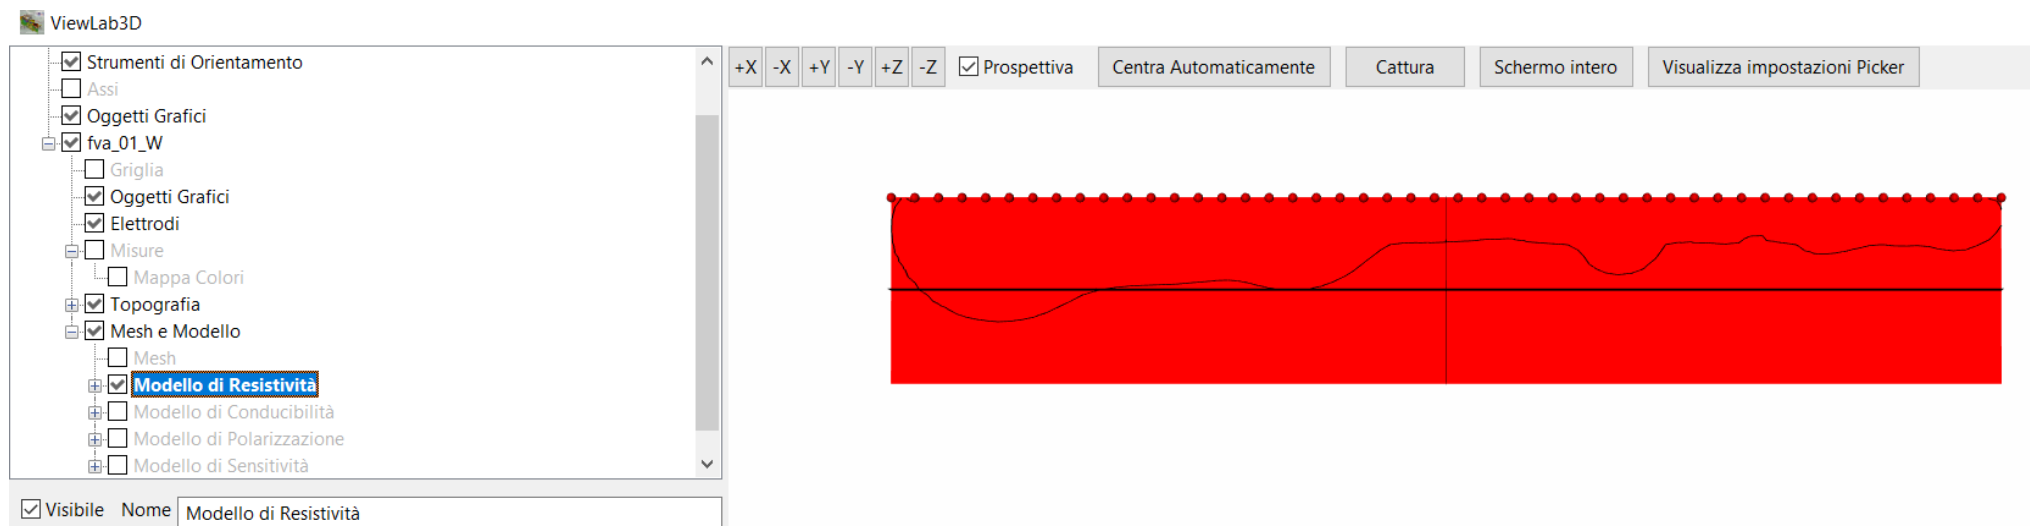 ViewLab3D
Strumenti di Orientamento
Assi
Oggetti Grafici
fva_01_W
Griglia
Oggetti Grafici
Elettrodi
Misure
Mappa Colori
Topografia
Mesh e Modello
Mesh
Modello di Resistività
Modello di Conducibilità
Modello di Polarizzazione
Modello di Sensitività
Visibile Nome Modello di Resistività
+X -X +Y -Y +Z -Z Prospettiva Centra Automaticamente Cattura Schermo intero Visualizza impostazioni Picker